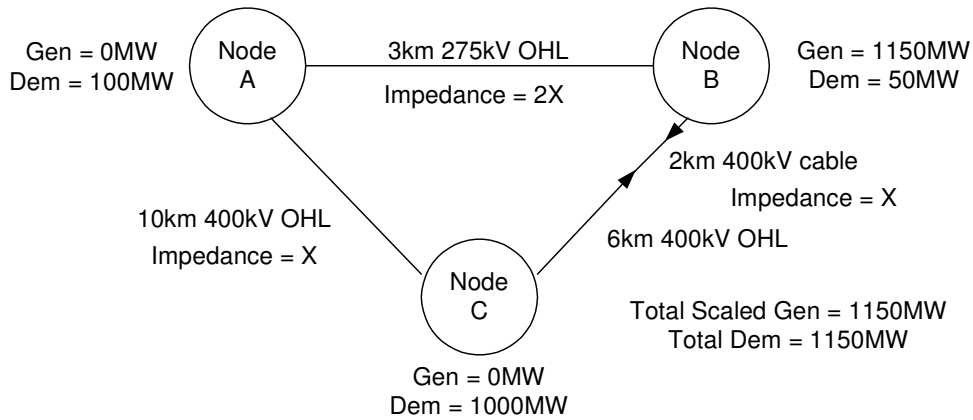 Gen = 0MW
Dem = 100MW
Node
A
3km 275kV OHL
Impedance = 2X
Node
B
Gen = 1150MW
Dem = 50MW
2km 400kV cable
Impedance = X
10km 400kV OHL
Impedance = X
6km 400kV OHL
Node
C
Total Scaled Gen = 1150MW
Total Dem = 1150MW
Gen = 0MW
Dem = 1000MW